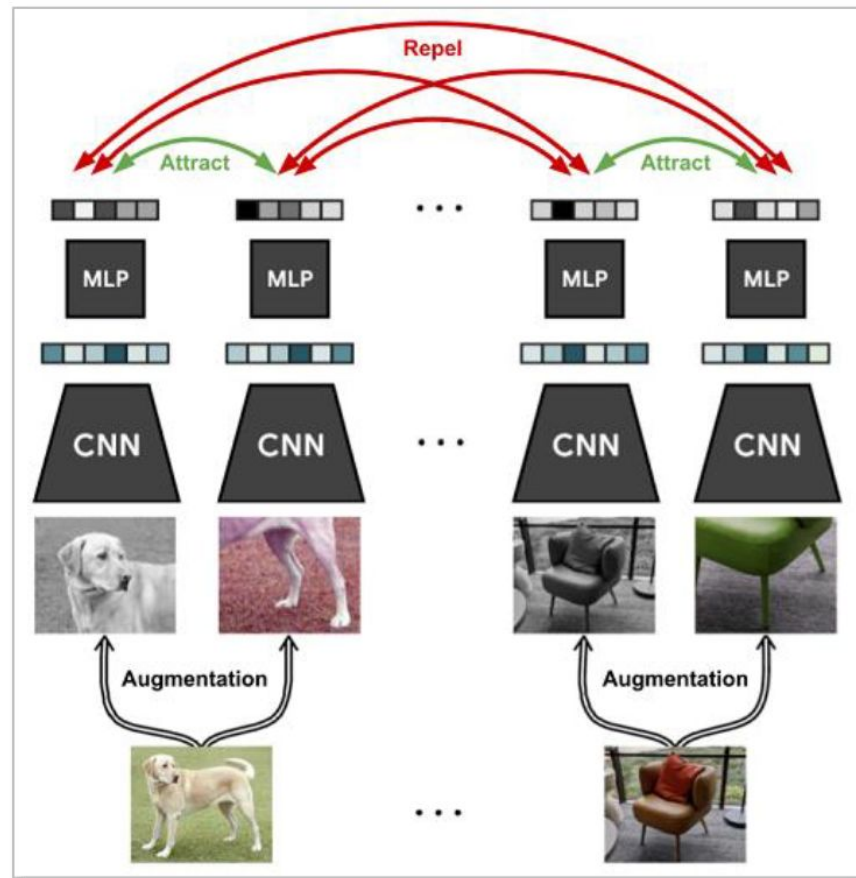 Repel
Attract
Attract
MLP
MLP
MLP
MLP
CNN
CNN
CNN
CNN
Augmentation
Augmentation